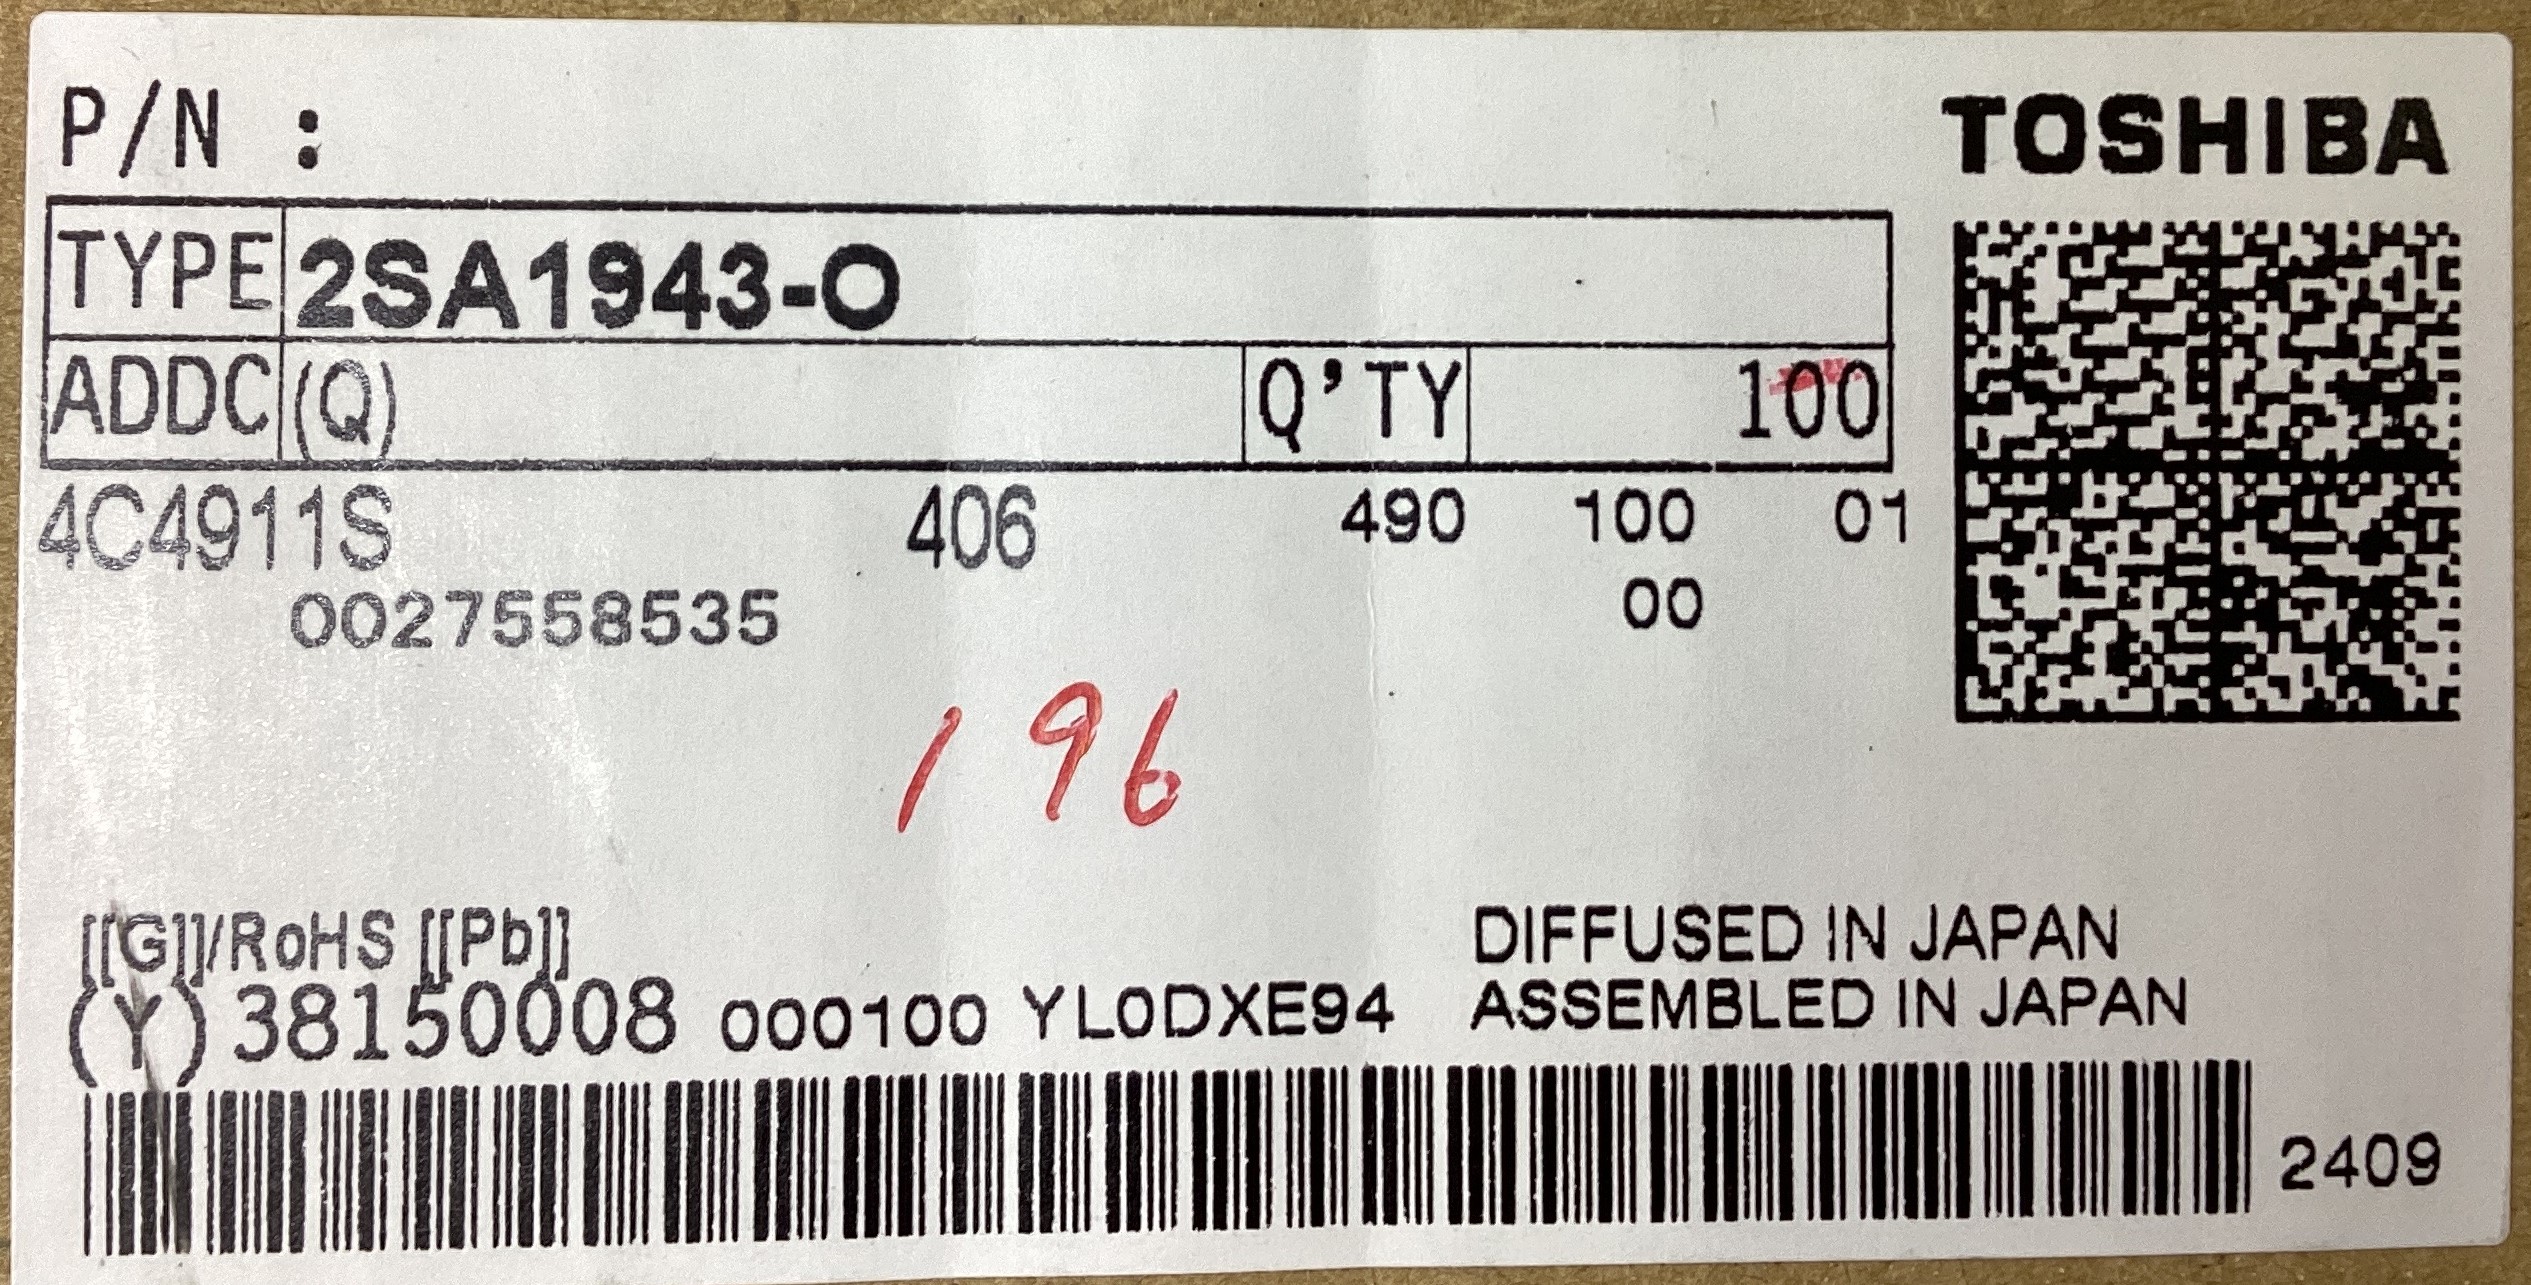 P/N :
TOSHIBA
TYPE 2SA1943-O
ADDC (Q) Q'TY 100
4C4911S 406 490 100 01
0027558535 00
196
[[G]]/RoHS [[Pb]] DIFFUSED IN JAPAN
(Y) 38150008 000100 YL0DXE94 ASSEMBLED IN JAPAN
2409